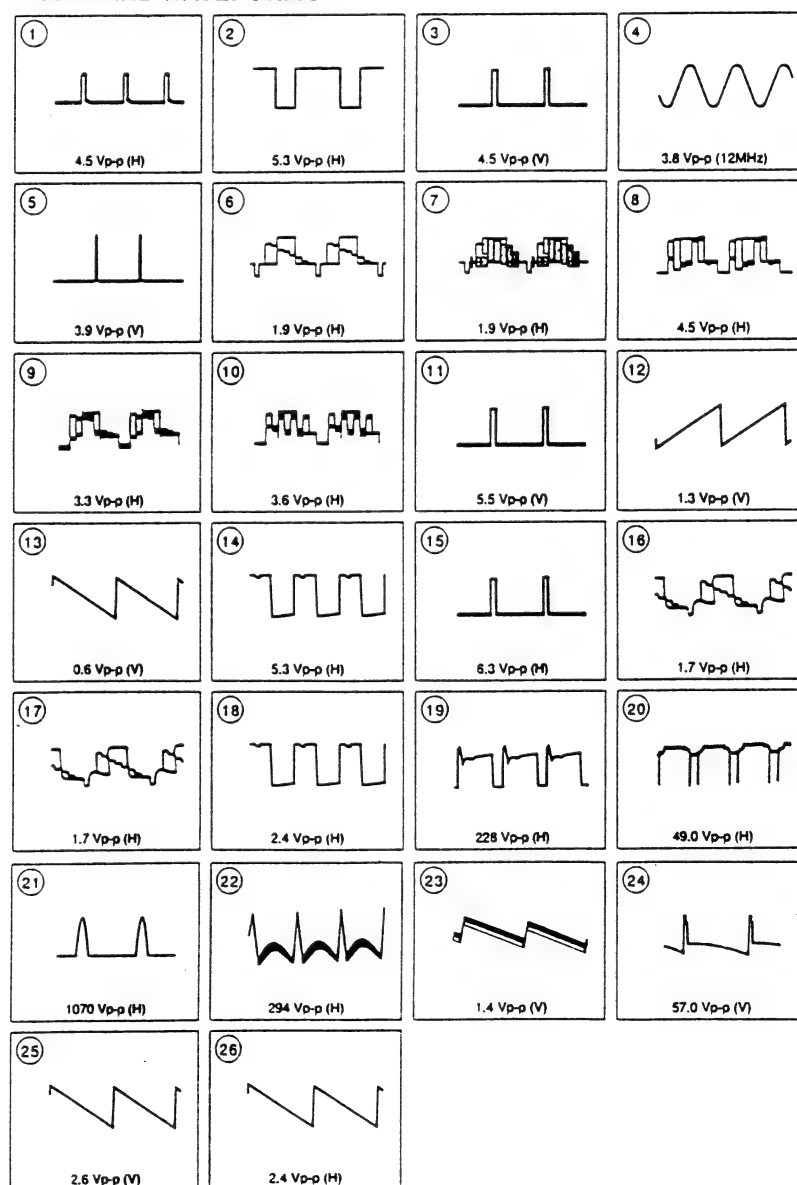 1 2 3 4
4.5 Vp-p (H) 5.3 Vp-p (H) 4.5 Vp-p (V) 3.8 Vp-p (12MHz)
5 6 7 8
3.9 Vp-p (V) 1.9 Vp-p (H) 1.9 Vp-p (H) 4.5 Vp-p (H)
9 10 11 12
3.3 Vp-p (H) 3.6 Vp-p (H) 5.5 Vp-p (V) 1.3 Vp-p (V)
13 14 15 16
0.6 Vp-p (V) 5.3 Vp-p (H) 6.3 Vp-p (H) 1.7 Vp-p (H)
17 18 19 20
1.7 Vp-p (H) 2.4 Vp-p (H) 228 Vp-p (H) 49.0 Vp-p (H)
21 22 23 24
1070 Vp-p (H) 294 Vp-p (H) 1.4 Vp-p (V) 57.0 Vp-p (V)
25 26
2.6 Vp-p (V) 2.4 Vp-p (H)